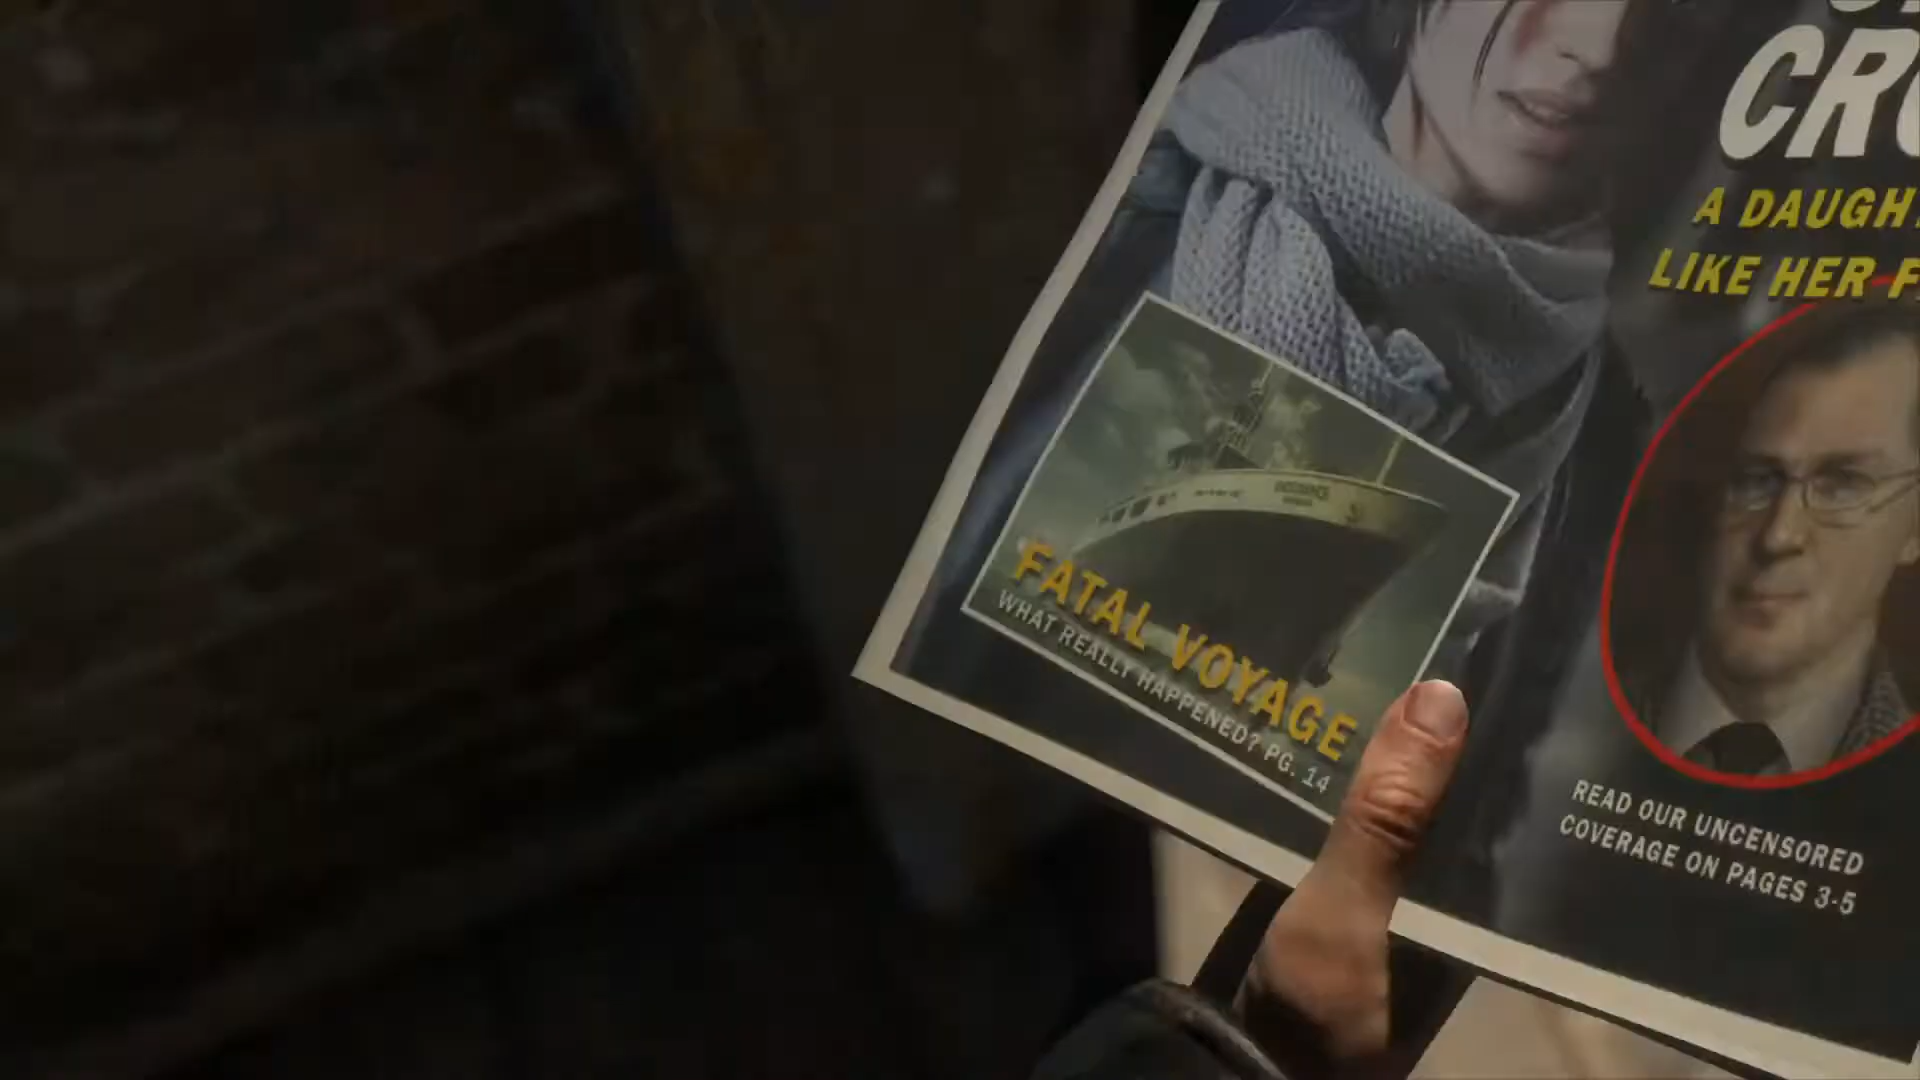 CR
A DAUGH
LIKE HER F
FATAL VOYAGE
WHAT REALLY HAPPENED? PG. 14
READ OUR UNCENSORED
COVERAGE ON PAGES 3-5